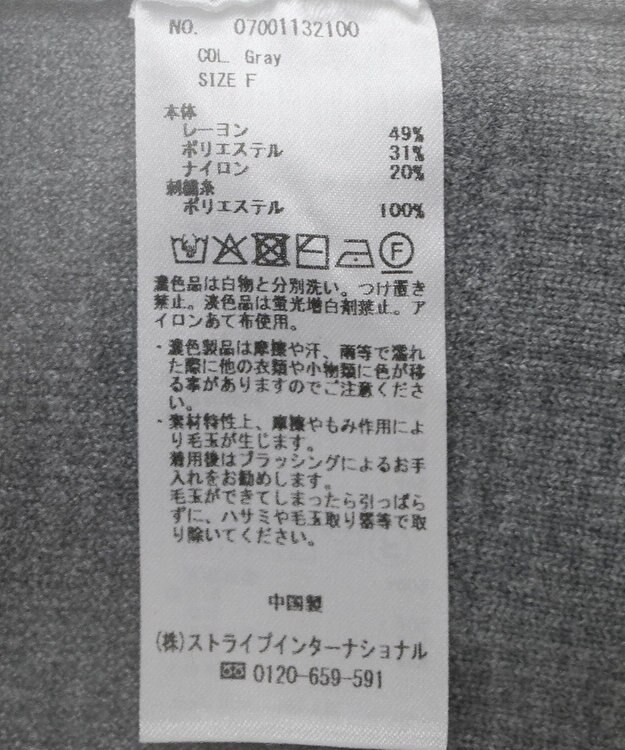 NO. 07001132100
COL. Gray
SIZE F
本体
レーヨン 49%
ポリエステル 31%
ナイロン 20%
刺繍糸
ポリエステル 100%
F
濃色品は白物と分別洗い。つけ置き
禁止。淡色品は蛍光増白剤禁止。ア
イロンあて布使用。
・濃色製品は摩擦や汗、雨等で濡れ
た際に他の衣類や小物類に色が移
る事がありますのでご注意くださ
い。
・素材特性上、摩擦やもみ作用によ
り毛玉が生じます。
着用後はブラッシングによるお手
入れをお勧めします。
毛玉ができてしまったら引っぱら
ずに、ハサミや毛玉取り器等で取
り除いてください。
中国製
(株)ストライプインターナショナル
0120-659-591